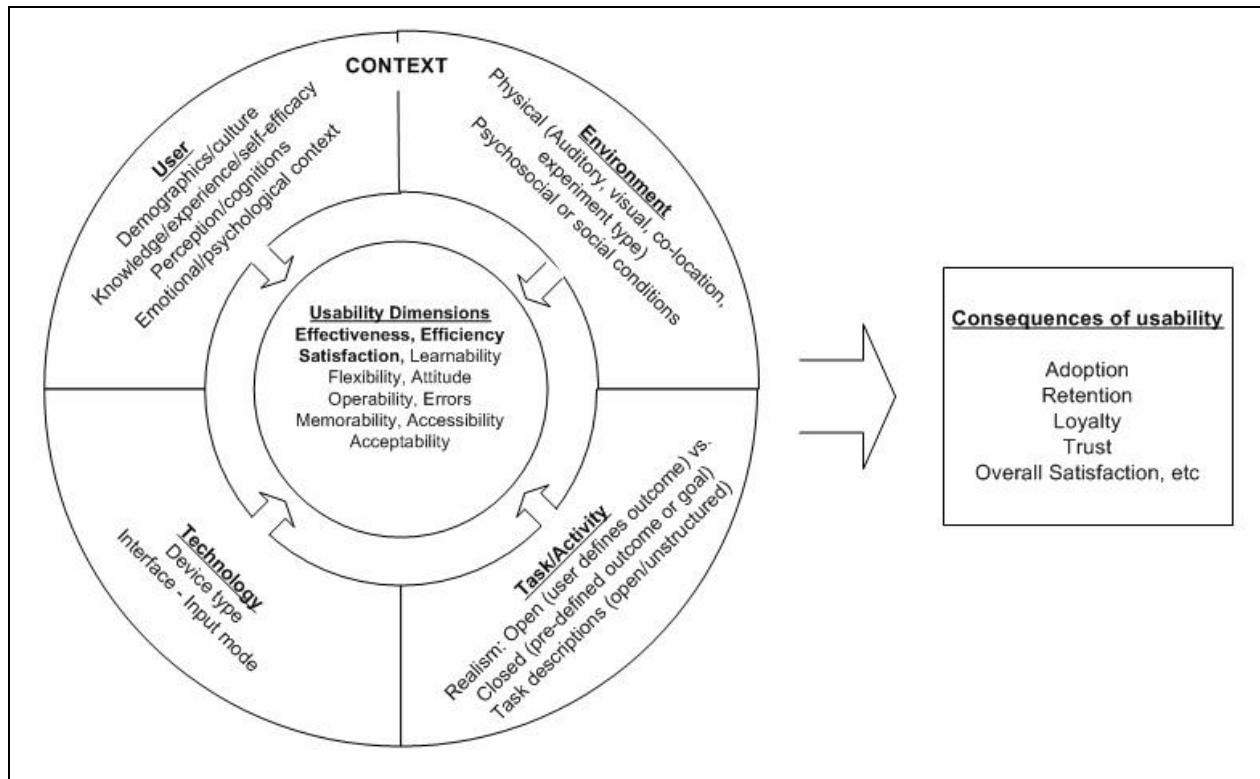 CONTEXT
User
Demographics/culture
Knowledge/experience/self-efficacy
Perception/cognitions
Emotional/psychological context
Environment
Physical (Auditory, visual, co-location,
experiment type)
Psychosocial or social conditions
Usability Dimensions
Effectiveness, Efficiency
Satisfaction, Learnability
Flexibility, Attitude
Operability, Errors
Memorability, Accessibility
Acceptability
Technology
Device type
Interface - Input mode
Task/Activity
Realism: Open (user defines outcome) vs.
Closed (pre-defined outcome or goal)
Task descriptions (open/unstructured)
Consequences of usability
Adoption
Retention
Loyalty
Trust
Overall Satisfaction, etc